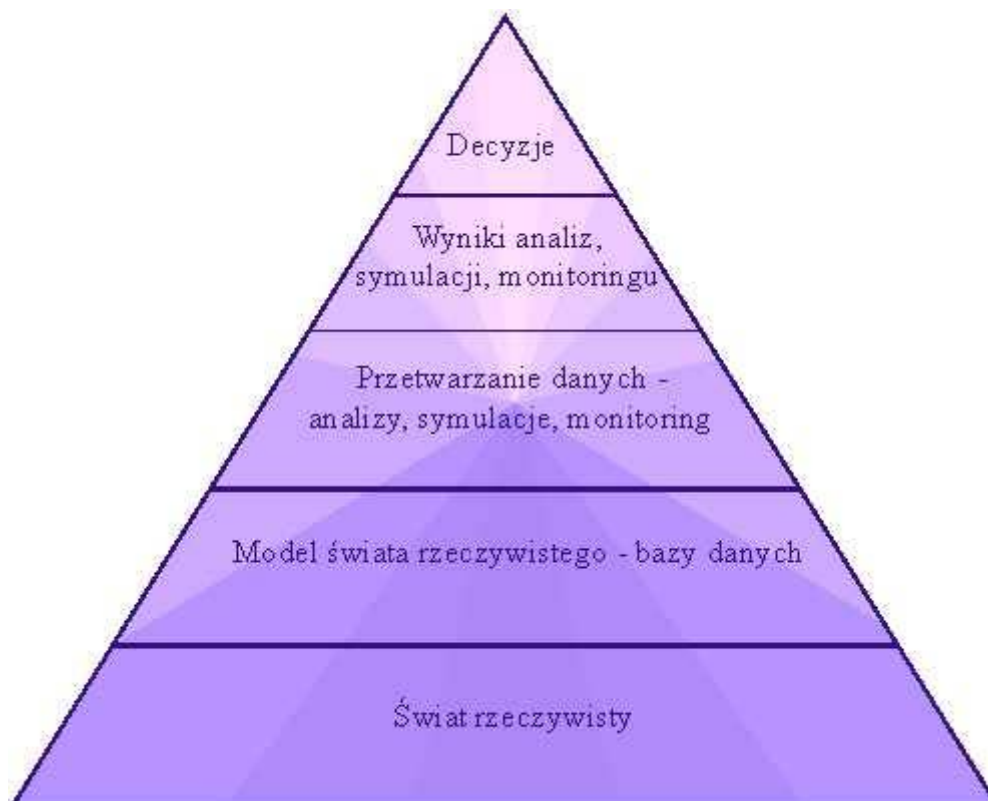 Decyzje
Wyniki analiz,
symulacji, monitoringu
Przetwarzanie danych -
analizy, symulacje, monitoring
Model świata rzeczywistego - bazy danych
Świat rzeczywisty